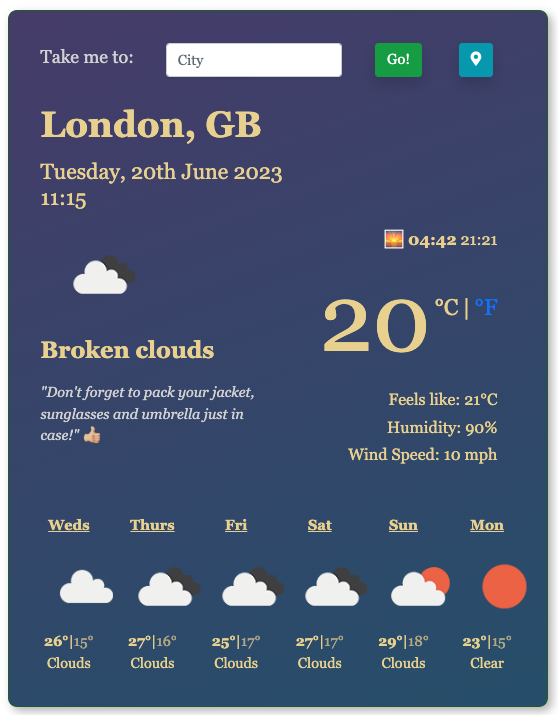 Take me to: City Go!
London, GB
Tuesday, 20th June 2023
11:15
04:42 21:21
20 °C | °F
Broken clouds
"Don't forget to pack your jacket,
sunglasses and umbrella just in
case!" 👍🏼
Feels like: 21°C
Humidity: 90%
Wind Speed: 10 mph
Weds Thurs Fri Sat Sun Mon
26°|15° 27°|16° 25°|17° 27°|17° 29°|18° 23°|15°
Clouds Clouds Clouds Clouds Clouds Clear